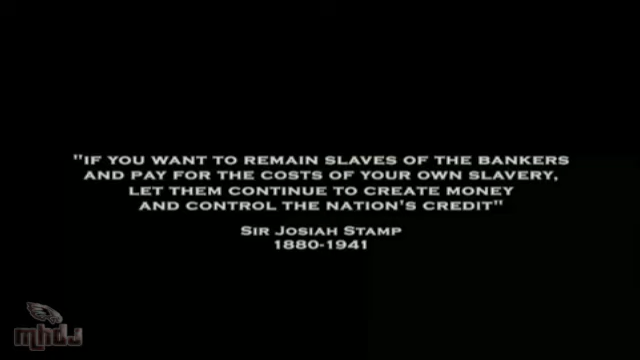 "IF YOU WANT TO REMAIN SLAVES OF THE BANKERS
AND PAY FOR THE COSTS OF YOUR OWN SLAVERY,
LET THEM CONTINUE TO CREATE MONEY
AND CONTROL THE NATION'S CREDIT"
SIR JOSIAH STAMP
1880-1941
mhdj